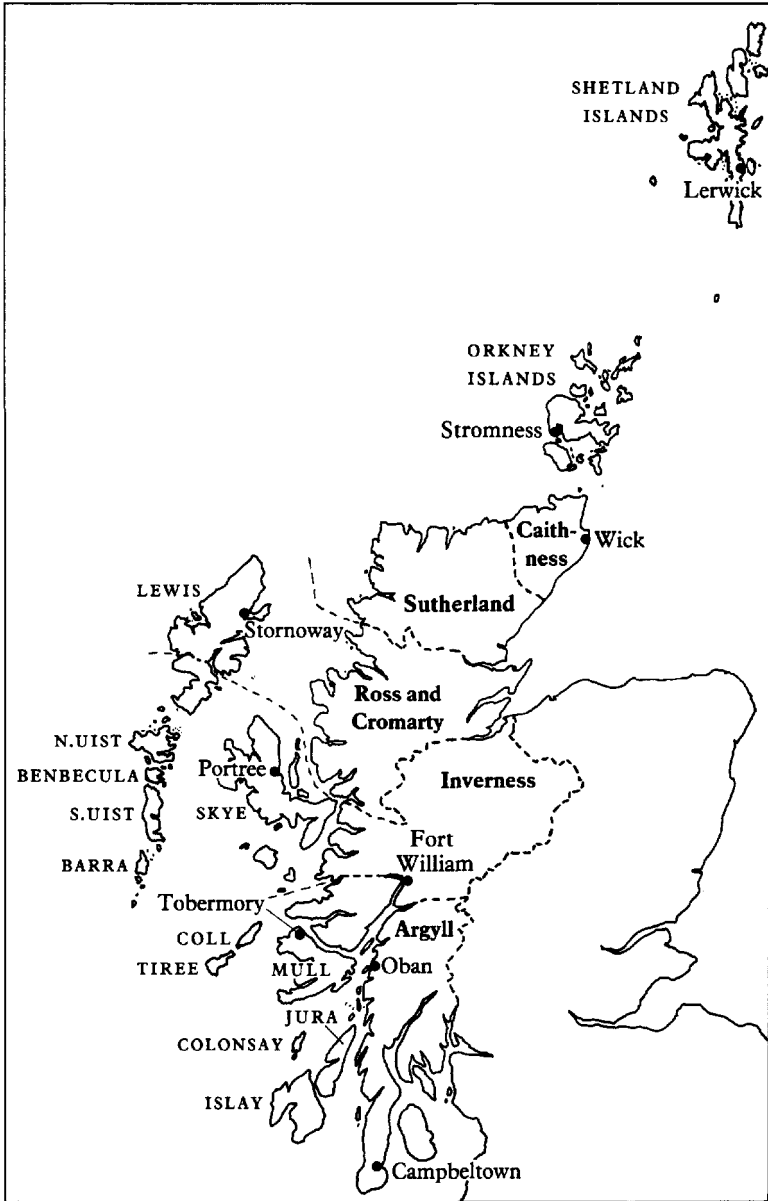 SHETLAND
ISLANDS
Lerwick
ORKNEY
ISLANDS
Stromness
Caith-
ness
Wick
LEWIS
Sutherland
Stornoway
Ross and
Cromarty
N.UIST
Portree
BENBECULA
Inverness
S.UIST
SKYE
Fort
William
BARRA
Tobermory
Argyll
COLL
TIREE
MULL
Oban
JURA
COLONSAY
ISLAY
Campbeltown